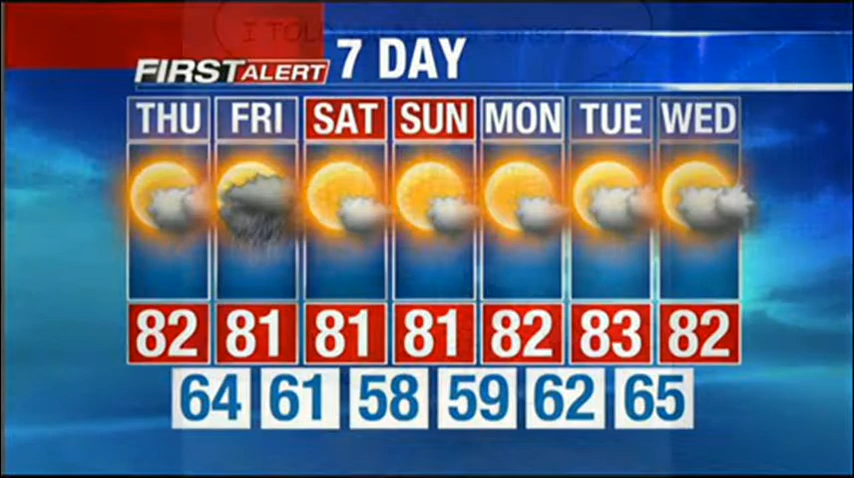 I TOLD
FIRST ALERT 7 DAY
THU FRI SAT SUN MON TUE WED
82 81 81 81 82 83 82
64 61 58 59 62 65